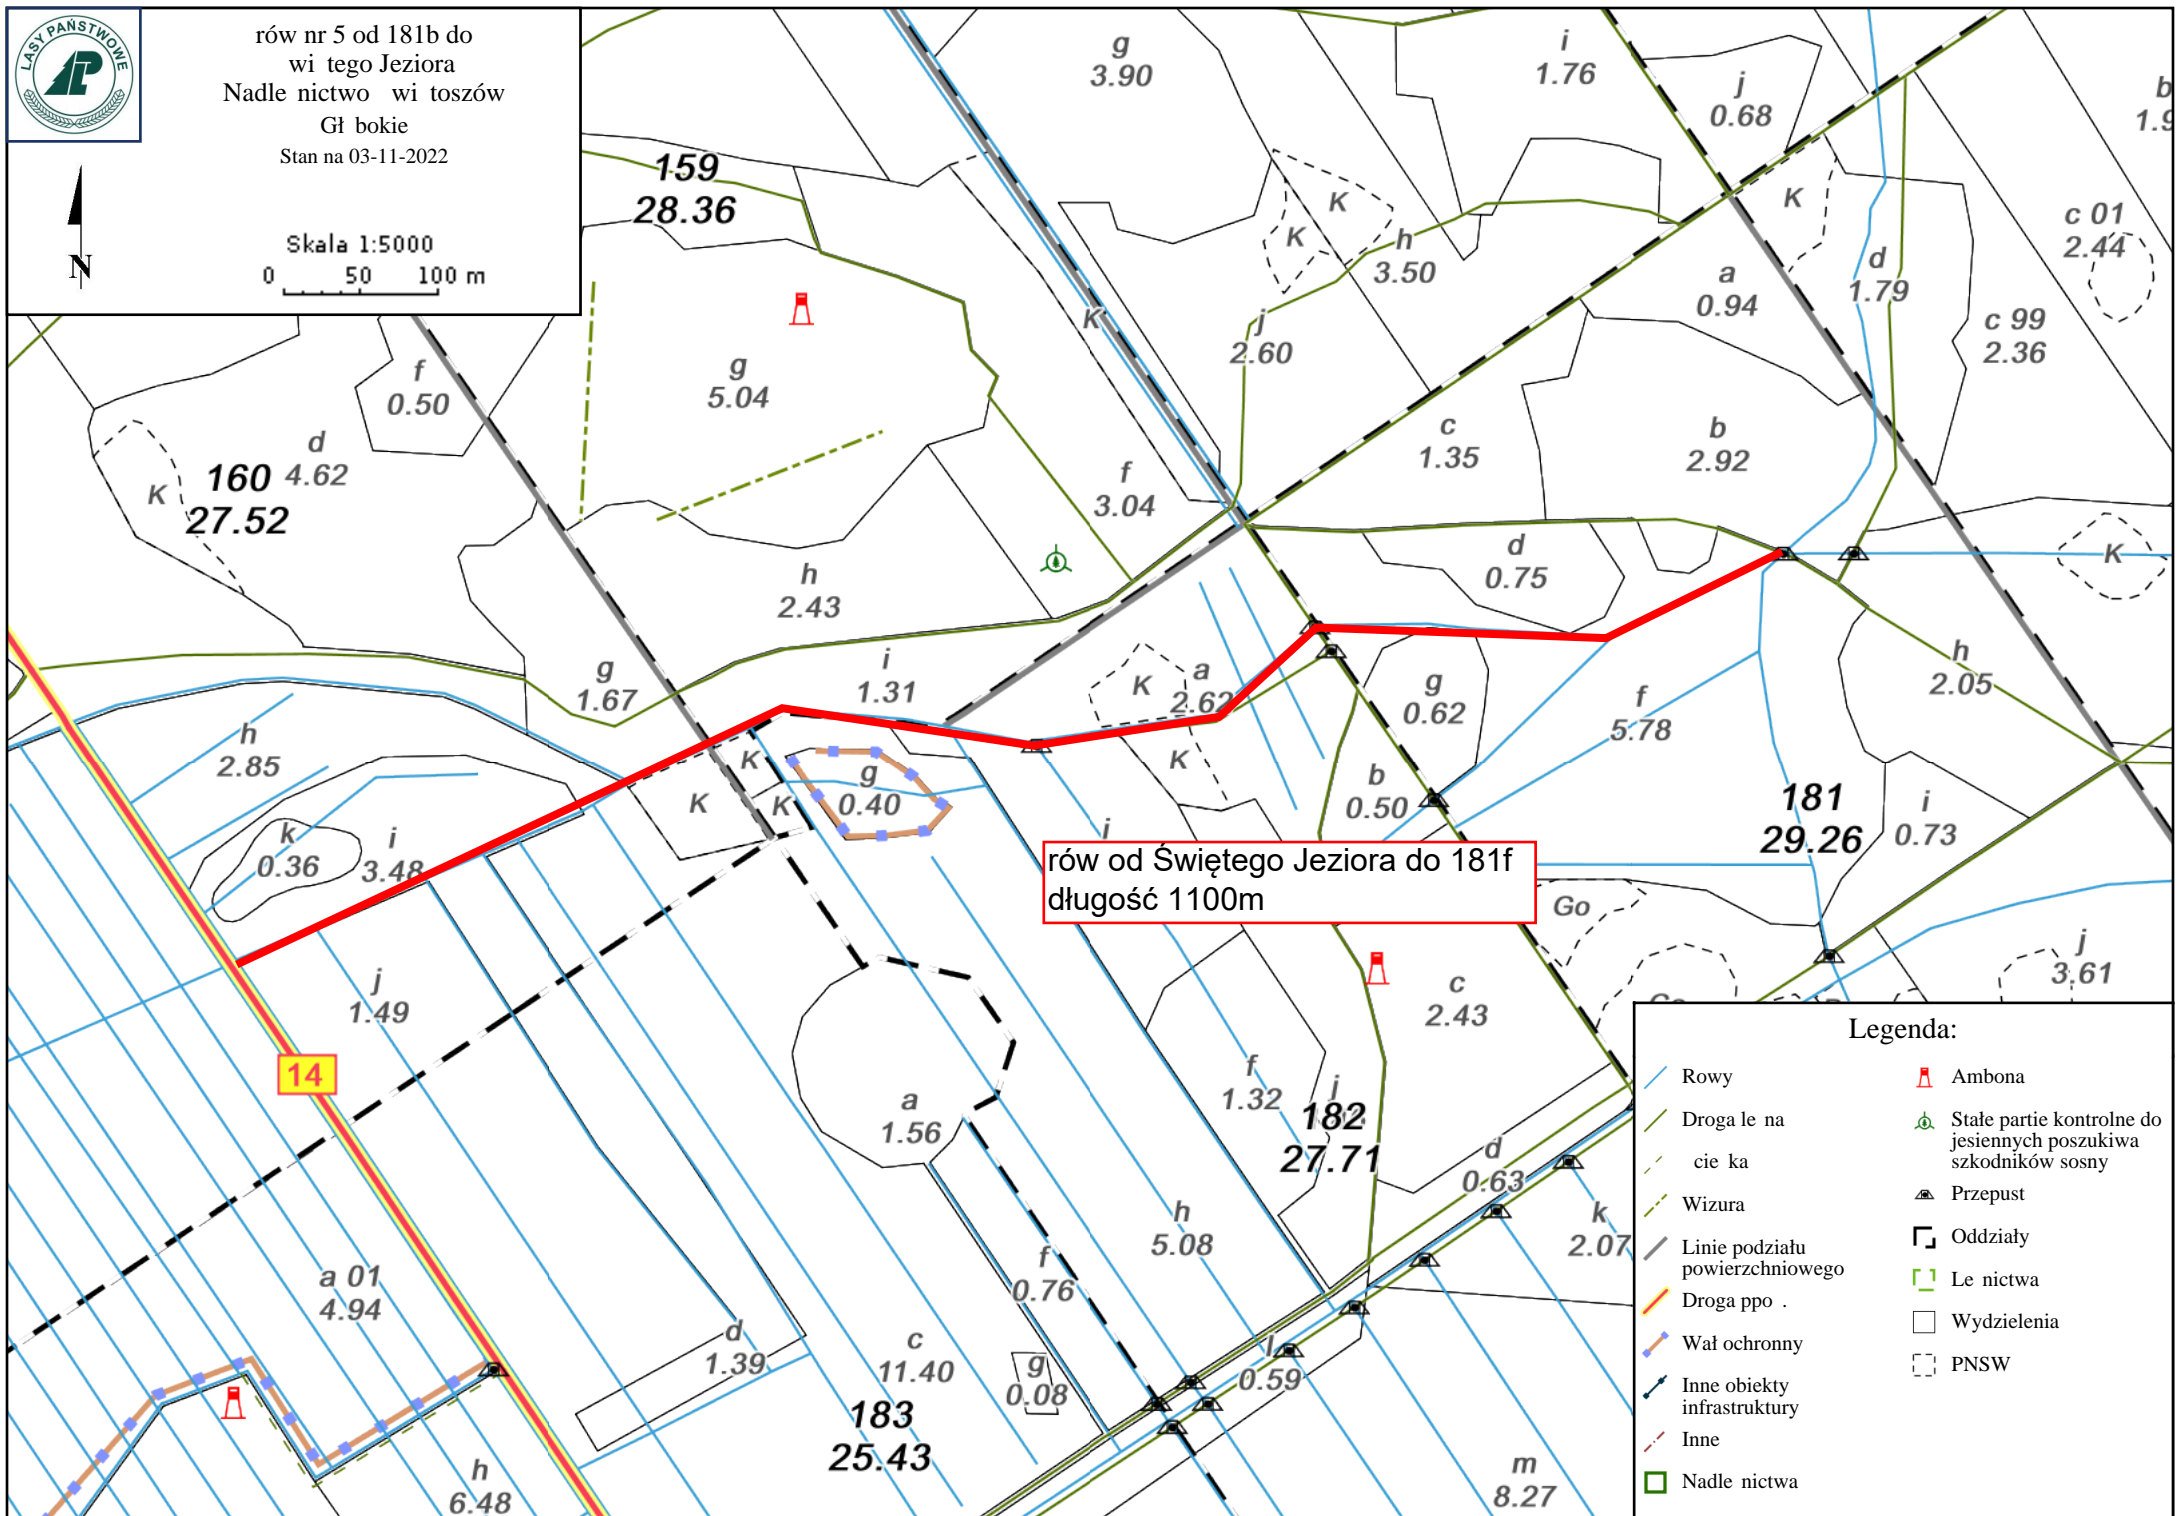 LASY PAŃSTWOWE
rów nr 5 od 181b do
wi tego Jeziora
Nadle nictwo wi toszów
Gł bokie
Stan na 03-11-2022
N
Skala 1:5000
0 50 100 m
g
3.90
i
1.76
j
0.68
b
1.9
159
28.36
K
K
K
h
3.50
c 01
2.44
d
1.79
a
0.94
c 99
2.36
K
j
2.60
f
0.50
g
5.04
d
4.62
K
160
27.52
c
1.35
b
2.92
f
3.04
d
0.75
K
h
2.43
g
1.67
i
1.31
K
a
2.62
g
0.62
h
2.05
f
5.78
h
2.85
K
K
K
K
g
0.40
b
0.50
181
29.26
i
0.73
k
0.36
i
3.48
i
rów od Świętego Jeziora do 181f
długość 1100m
Go
j
1.49
c
2.43
j
3.61
14
f
1.32
j
182
27.71
a
1.56
d
0.63
k
2.07
h
5.08
f
0.76
a 01
4.94
d
1.39
c
11.40
g
0.08
l
0.59
183
25.43
h
6.48
m
8.27
Legenda:
Rowy
Droga le na
cie ka
Wizura
Linie podziału
powierzchniowego
Droga ppo .
Wał ochronny
Inne obiekty
infrastruktury
Inne
Nadle nictwa
Ambona
Stałe partie kontrolne do
jesiennych poszukiwa
szkodników sosny
Przepust
Oddziały
Le nictwa
Wydzielenia
PNSW